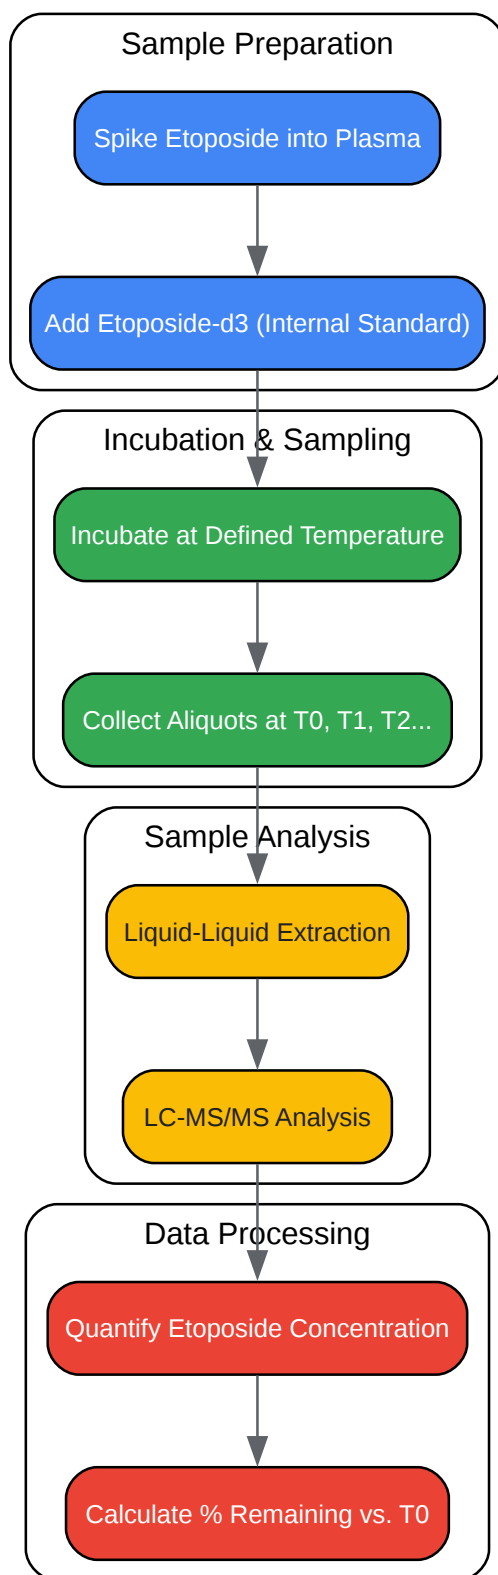 Sample Preparation
Spike Etoposide into Plasma
Add Etoposide-d3 (Internal Standard)
Incubation & Sampling
Incubate at Defined Temperature
Collect Aliquots at T0, T1, T2...
Sample Analysis
Liquid-Liquid Extraction
LC-MS/MS Analysis
Data Processing
Quantify Etoposide Concentration
Calculate % Remaining vs. T0